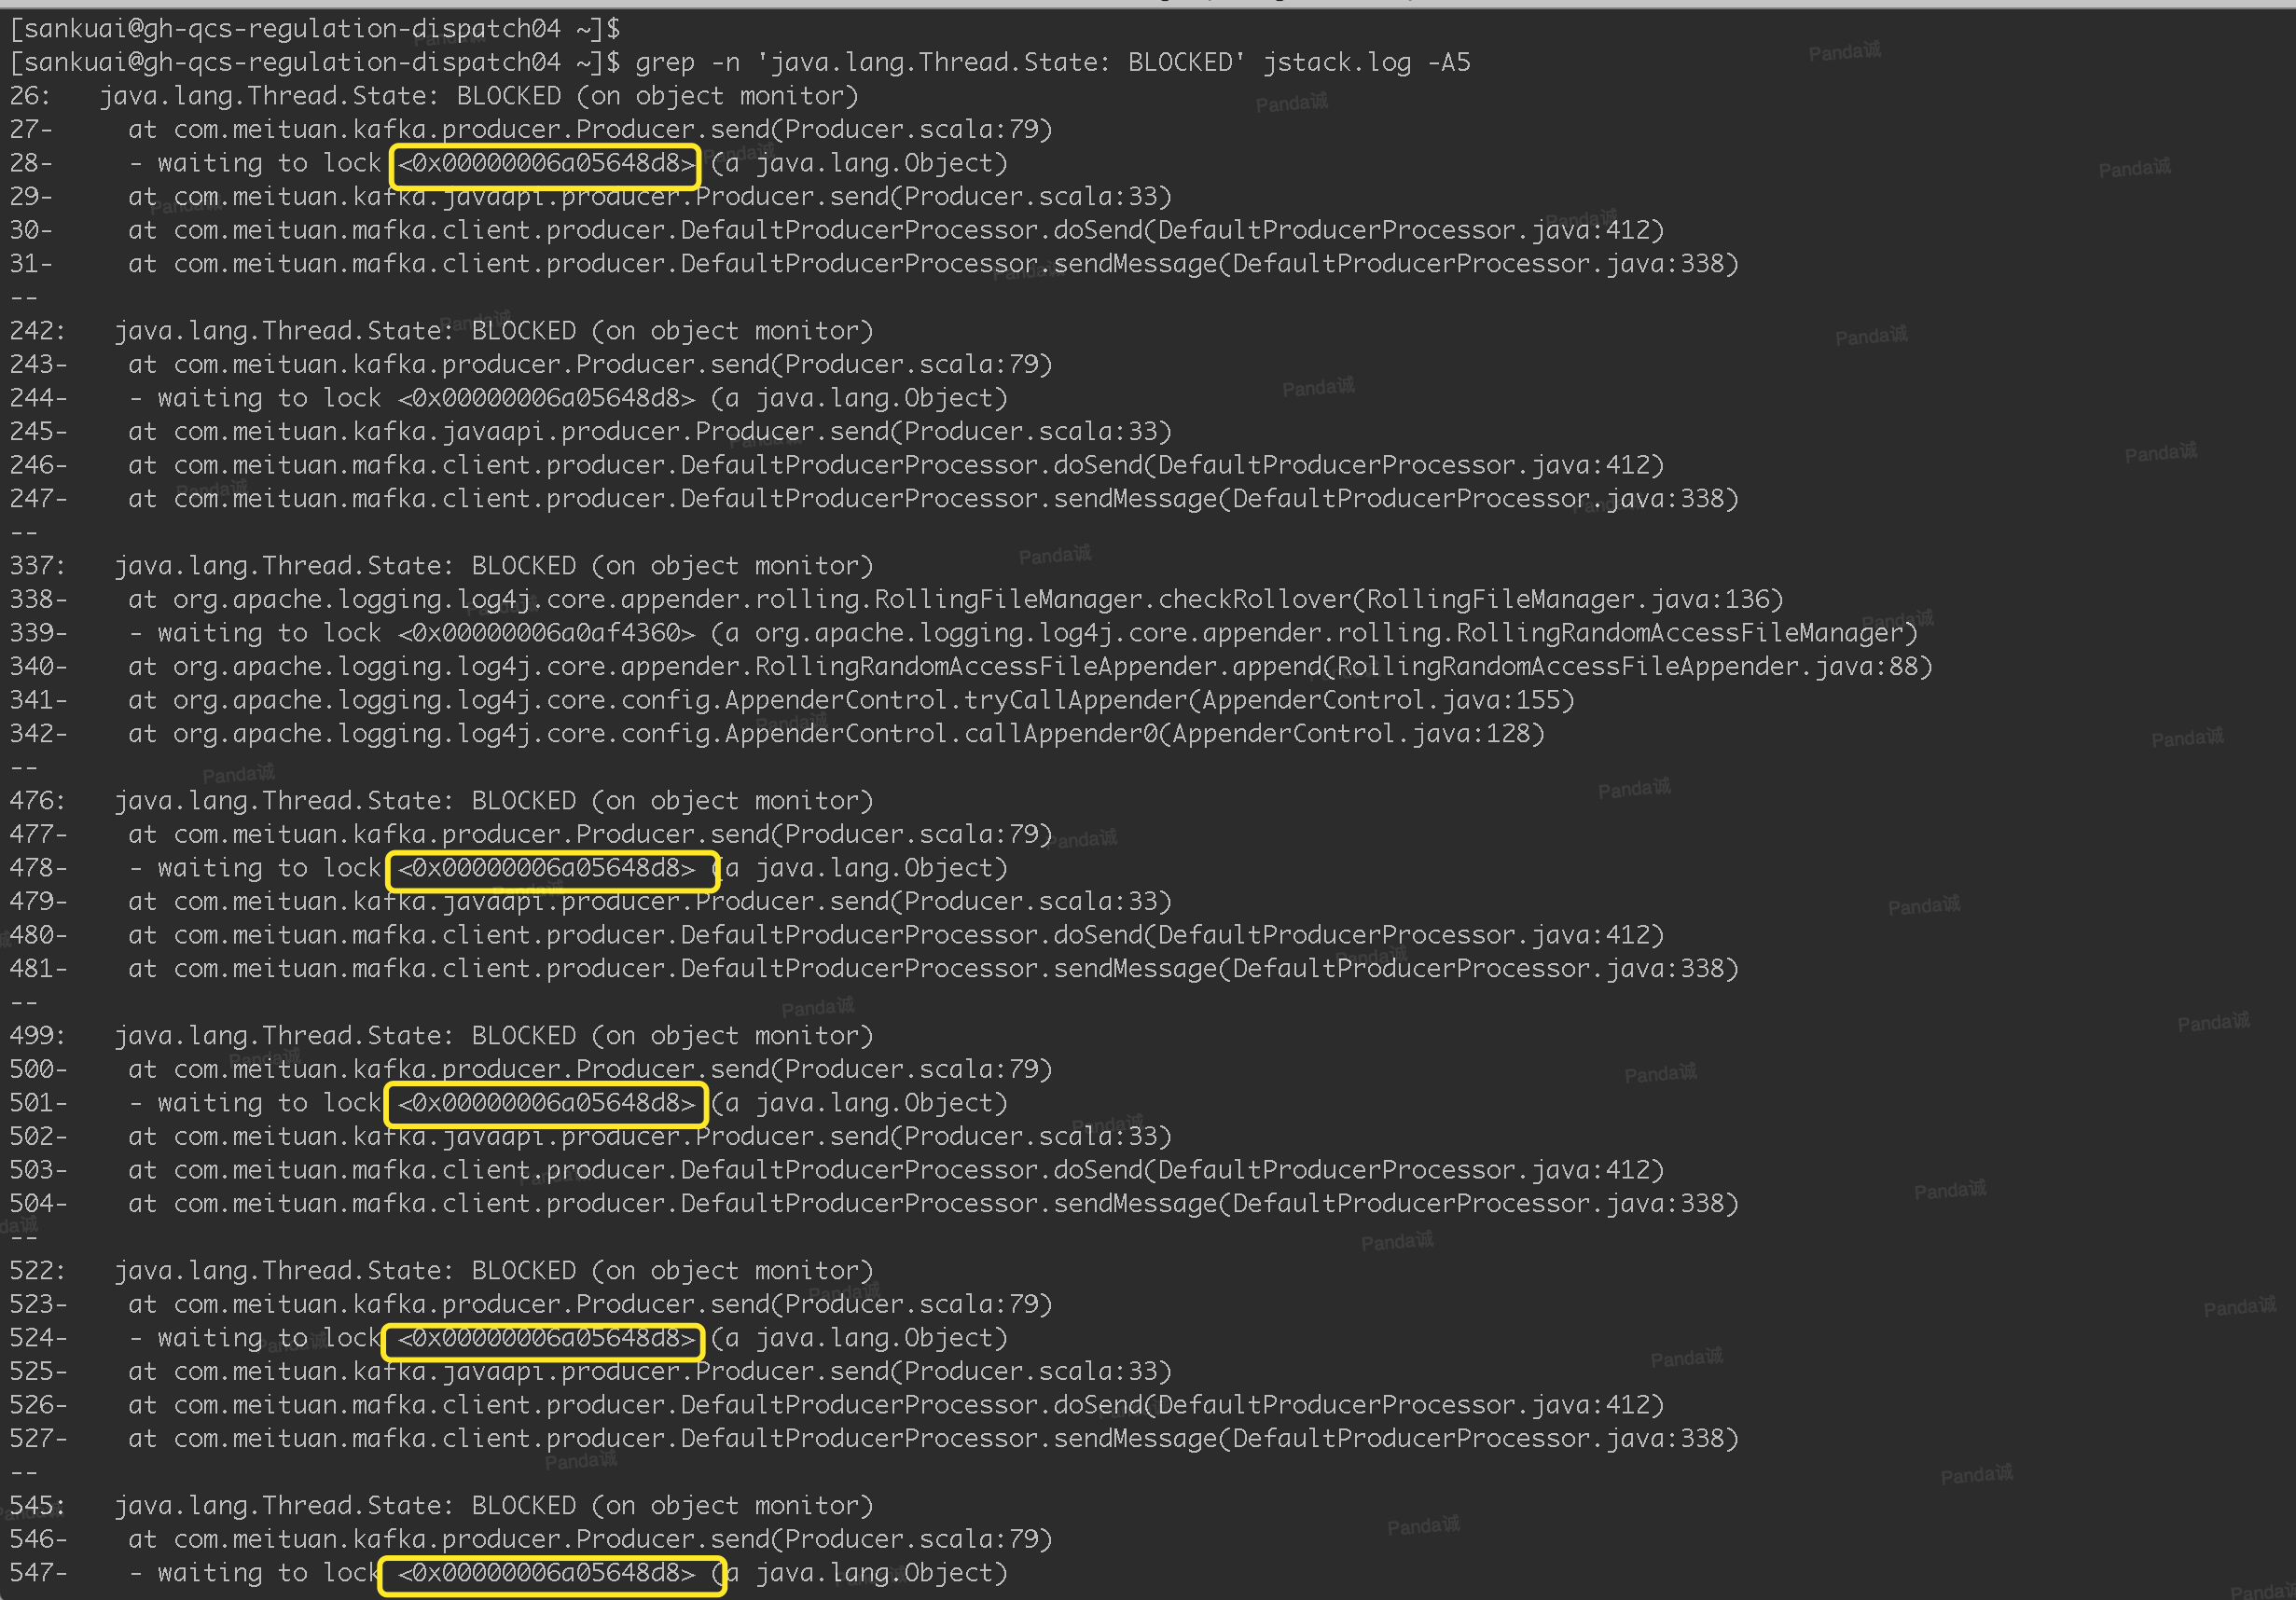 [sankuai@gh-qcs-regulation-dispatch04 ~]$
[sankuai@gh-qcs-regulation-dispatch04 ~]$ grep -n 'java.lang.Thread.State: BLOCKED' jstack.log -A5
26:   java.lang.Thread.State: BLOCKED (on object monitor)
27-     at com.meituan.kafka.producer.Producer.send(Producer.scala:79)
28-     - waiting to lock <0x00000006a05648d8> (a java.lang.Object)
29-     at com.meituan.kafka.javaapi.producer.Producer.send(Producer.scala:33)
30-     at com.meituan.mafka.client.producer.DefaultProducerProcessor.doSend(DefaultProducerProcessor.java:412)
31-     at com.meituan.mafka.client.producer.DefaultProducerProcessor.sendMessage(DefaultProducerProcessor.java:338)
--
242:   java.lang.Thread.State: BLOCKED (on object monitor)
243-    at com.meituan.kafka.producer.Producer.send(Producer.scala:79)
244-    - waiting to lock <0x00000006a05648d8> (a java.lang.Object)
245-    at com.meituan.kafka.javaapi.producer.Producer.send(Producer.scala:33)
246-    at com.meituan.mafka.client.producer.DefaultProducerProcessor.doSend(DefaultProducerProcessor.java:412)
247-    at com.meituan.mafka.client.producer.DefaultProducerProcessor.sendMessage(DefaultProducerProcessor.java:338)
--
337:   java.lang.Thread.State: BLOCKED (on object monitor)
338-    at org.apache.logging.log4j.core.appender.rolling.RollingFileManager.checkRollover(RollingFileManager.java:136)
339-    - waiting to lock <0x00000006a0af4360> (a org.apache.logging.log4j.core.appender.rolling.RollingRandomAccessFileManager)
340-    at org.apache.logging.log4j.core.appender.RollingRandomAccessFileAppender.append(RollingRandomAccessFileAppender.java:88)
341-    at org.apache.logging.log4j.core.config.AppenderControl.tryCallAppender(AppenderControl.java:155)
342-    at org.apache.logging.log4j.core.config.AppenderControl.callAppender0(AppenderControl.java:128)
--
476:   java.lang.Thread.State: BLOCKED (on object monitor)
477-    at com.meituan.kafka.producer.Producer.send(Producer.scala:79)
478-    - waiting to lock <0x00000006a05648d8> (a java.lang.Object)
479-    at com.meituan.kafka.javaapi.producer.Producer.send(Producer.scala:33)
480-    at com.meituan.mafka.client.producer.DefaultProducerProcessor.doSend(DefaultProducerProcessor.java:412)
481-    at com.meituan.mafka.client.producer.DefaultProducerProcessor.sendMessage(DefaultProducerProcessor.java:338)
--
499:   java.lang.Thread.State: BLOCKED (on object monitor)
500-    at com.meituan.kafka.producer.Producer.send(Producer.scala:79)
501-    - waiting to lock <0x00000006a05648d8> (a java.lang.Object)
502-    at com.meituan.kafka.javaapi.producer.Producer.send(Producer.scala:33)
503-    at com.meituan.mafka.client.producer.DefaultProducerProcessor.doSend(DefaultProducerProcessor.java:412)
504-    at com.meituan.mafka.client.producer.DefaultProducerProcessor.sendMessage(DefaultProducerProcessor.java:338)
--
522:   java.lang.Thread.State: BLOCKED (on object monitor)
523-    at com.meituan.kafka.producer.Producer.send(Producer.scala:79)
524-    - waiting to lock <0x00000006a05648d8> (a java.lang.Object)
525-    at com.meituan.kafka.javaapi.producer.Producer.send(Producer.scala:33)
526-    at com.meituan.mafka.client.producer.DefaultProducerProcessor.doSend(DefaultProducerProcessor.java:412)
527-    at com.meituan.mafka.client.producer.DefaultProducerProcessor.sendMessage(DefaultProducerProcessor.java:338)
--
545:   java.lang.Thread.State: BLOCKED (on object monitor)
546-    at com.meituan.kafka.producer.Producer.send(Producer.scala:79)
547-    - waiting to lock <0x00000006a05648d8> (a java.lang.Object)
Panda诚